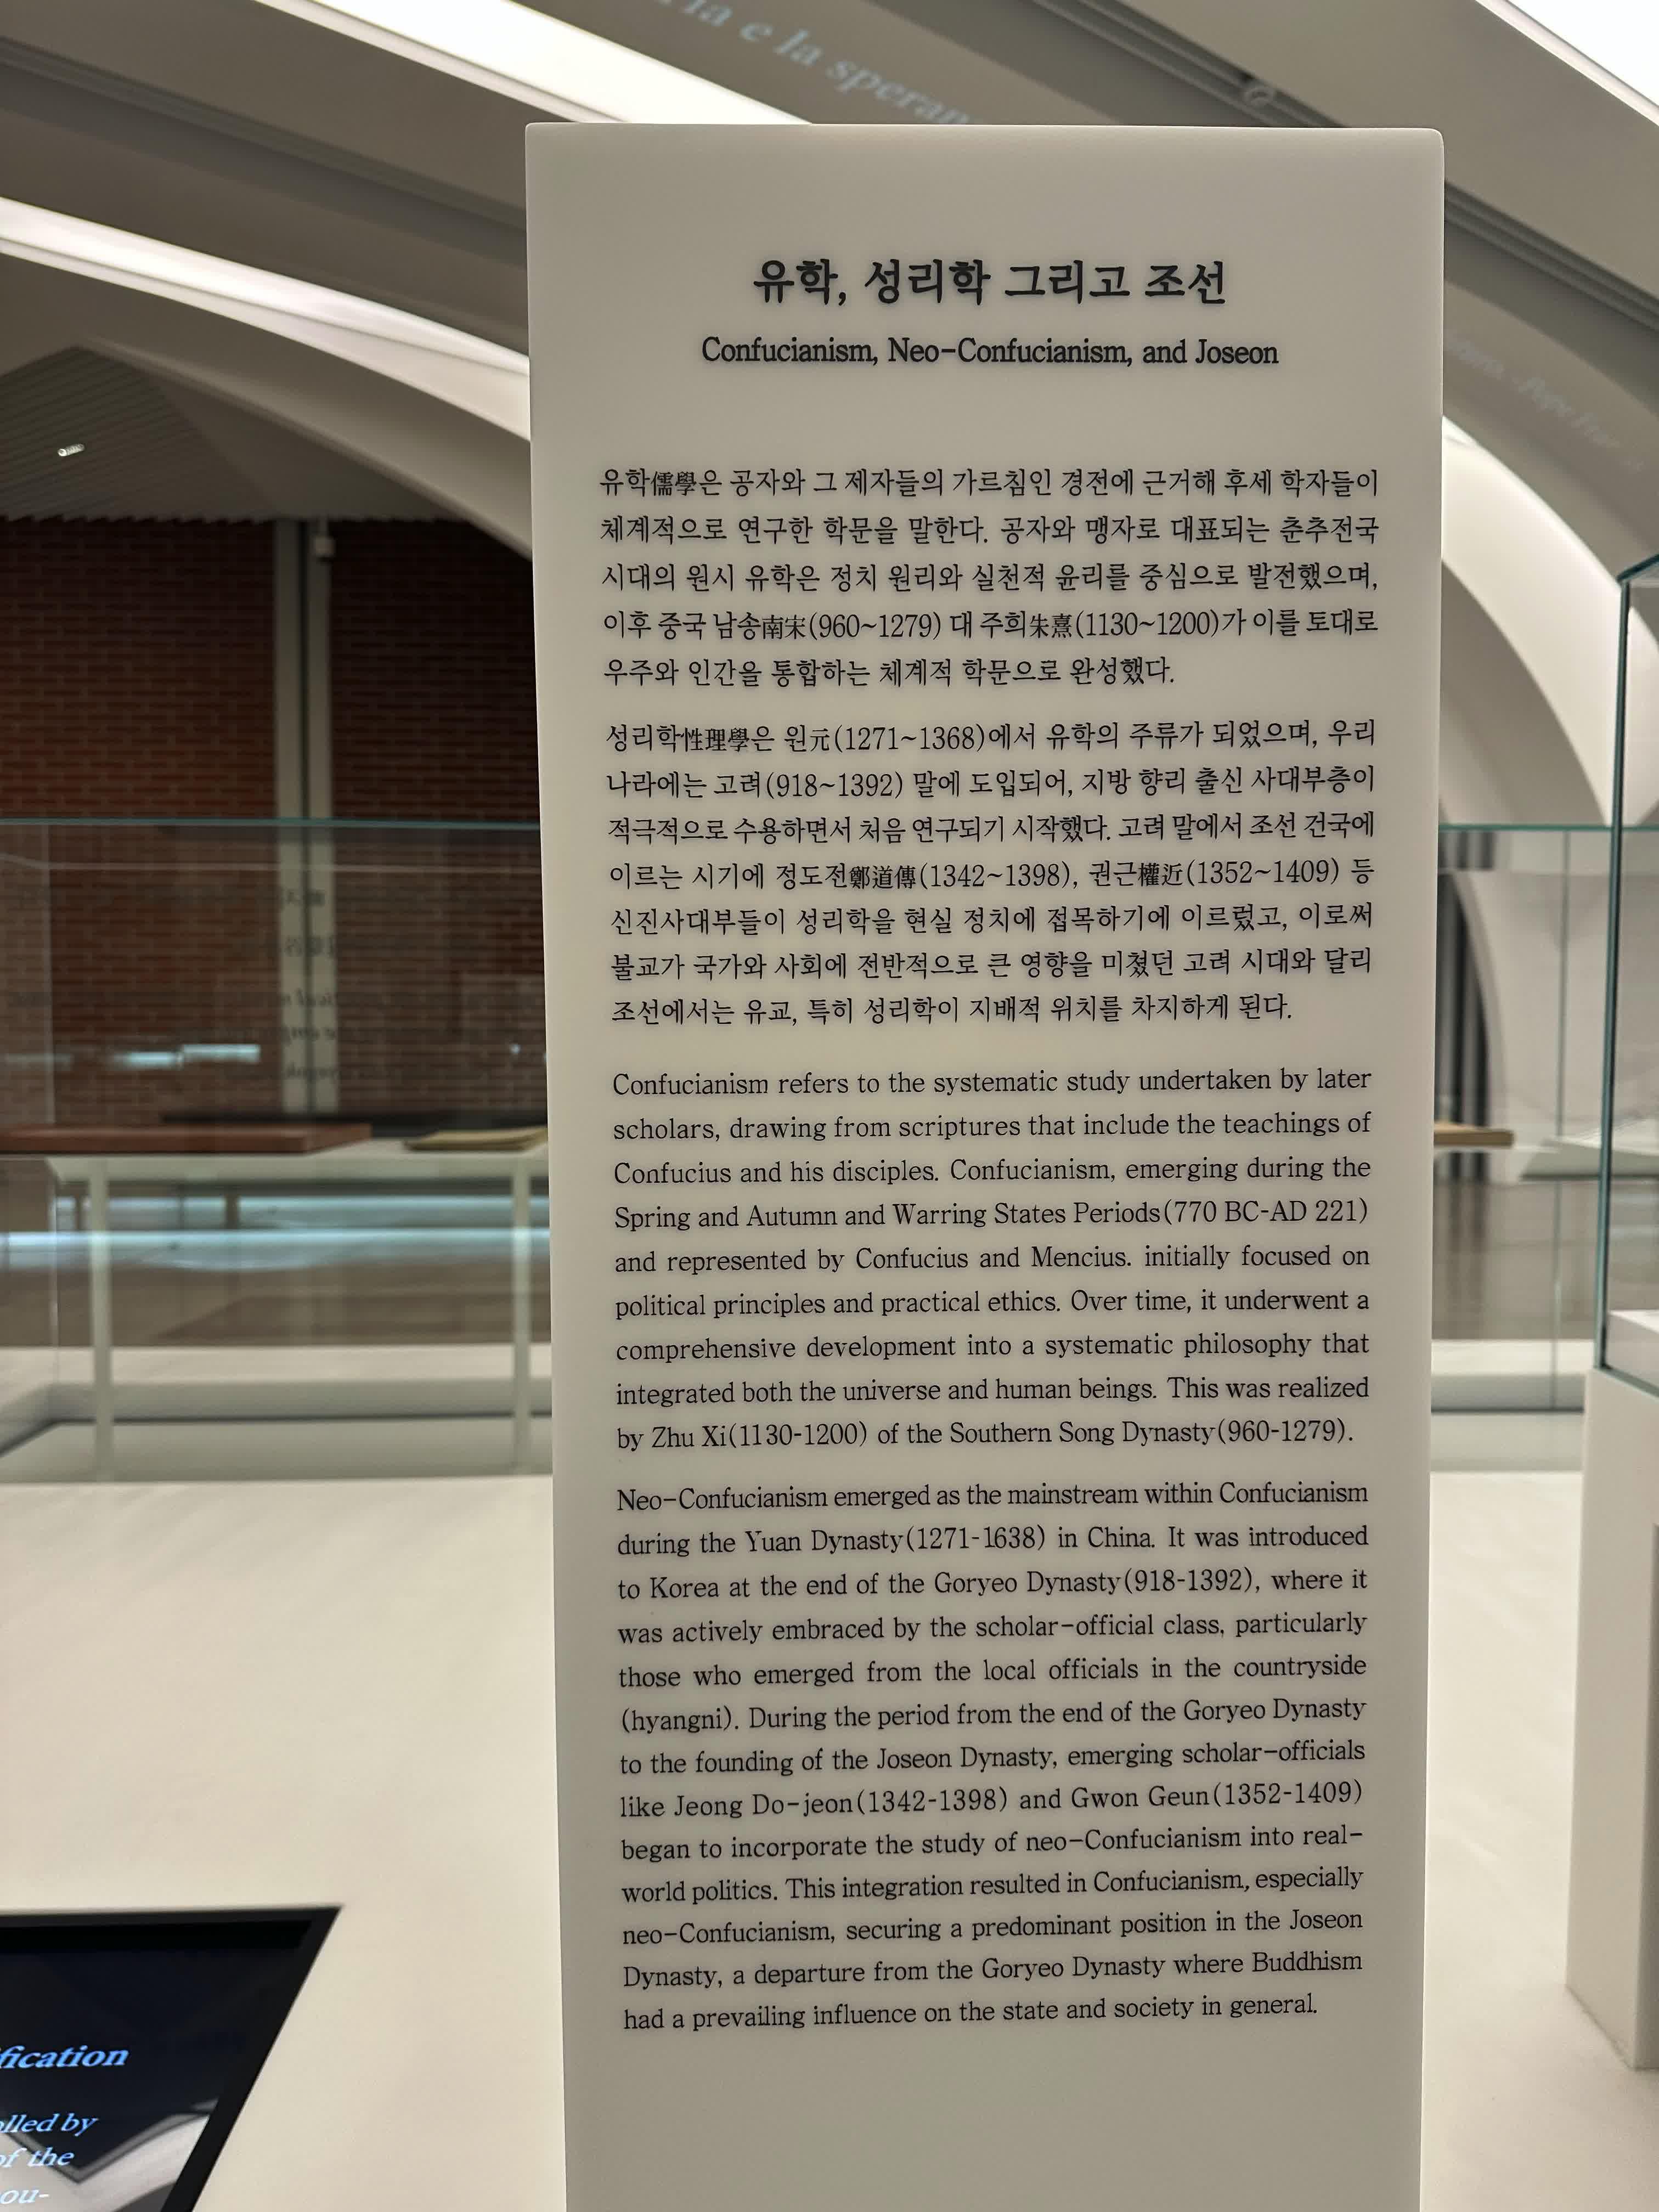 ria e la speran
유학, 성리학 그리고 조선
Confucianism, Neo-Confucianism, and Joseon
유학儒學은 공자와 그 제자들의 가르침인 경전에 근거해 후세 학자들이
체계적으로 연구한 학문을 말한다. 공자와 맹자로 대표되는 춘추전국
시대의 원시 유학은 정치 원리와 실천적 윤리를 중심으로 발전했으며,
이후 중국 남송南宋(960~1279) 대 주희朱熹(1130~1200)가 이를 토대로
우주와 인간을 통합하는 체계적 학문으로 완성했다.
성리학性理學은 원元(1271~1368)에서 유학의 주류가 되었으며, 우리
나라에는 고려(918~1392) 말에 도입되어, 지방 향리 출신 사대부층이
적극적으로 수용하면서 처음 연구되기 시작했다. 고려 말에서 조선 건국에
이르는 시기에 정도전鄭道傳(1342~1398), 권근權近(1352~1409) 등
신진사대부들이 성리학을 현실 정치에 접목하기에 이르렀고, 이로써
불교가 국가와 사회에 전반적으로 큰 영향을 미쳤던 고려 시대와 달리
조선에서는 유교, 특히 성리학이 지배적 위치를 차지하게 된다.
Confucianism refers to the systematic study undertaken by later
scholars, drawing from scriptures that include the teachings of
Confucius and his disciples. Confucianism, emerging during the
Spring and Autumn and Warring States Periods(770 BC-AD 221)
and represented by Confucius and Mencius. initially focused on
political principles and practical ethics. Over time, it underwent a
comprehensive development into a systematic philosophy that
integrated both the universe and human beings. This was realized
by Zhu Xi(1130-1200) of the Southern Song Dynasty(960-1279).
Neo-Confucianism emerged as the mainstream within Confucianism
during the Yuan Dynasty(1271-1638) in China. It was introduced
to Korea at the end of the Goryeo Dynasty(918-1392), where it
was actively embraced by the scholar-official class, particularly
those who emerged from the local officials in the countryside
(hyangni). During the period from the end of the Goryeo Dynasty
to the founding of the Joseon Dynasty, emerging scholar-officials
like Jeong Do-jeon(1342-1398) and Gwon Geun(1352-1409)
began to incorporate the study of neo-Confucianism into real-
world politics. This integration resulted in Confucianism, especially
neo-Confucianism, securing a predominant position in the Joseon
Dynasty, a departure from the Goryeo Dynasty where Buddhism
had a prevailing influence on the state and society in general.
fication
olled by
of the
ou-